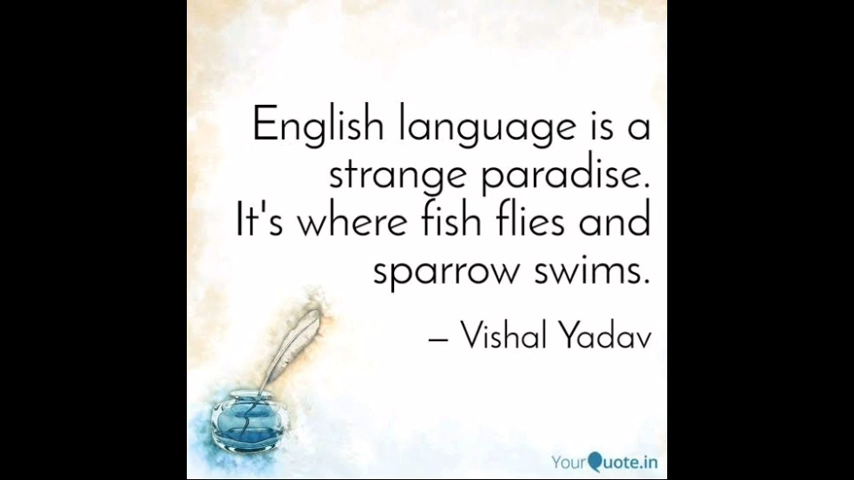 English language is a
strange paradise.
It's where fish flies and
sparrow swims.
– Vishal Yadav
YourQuote.in